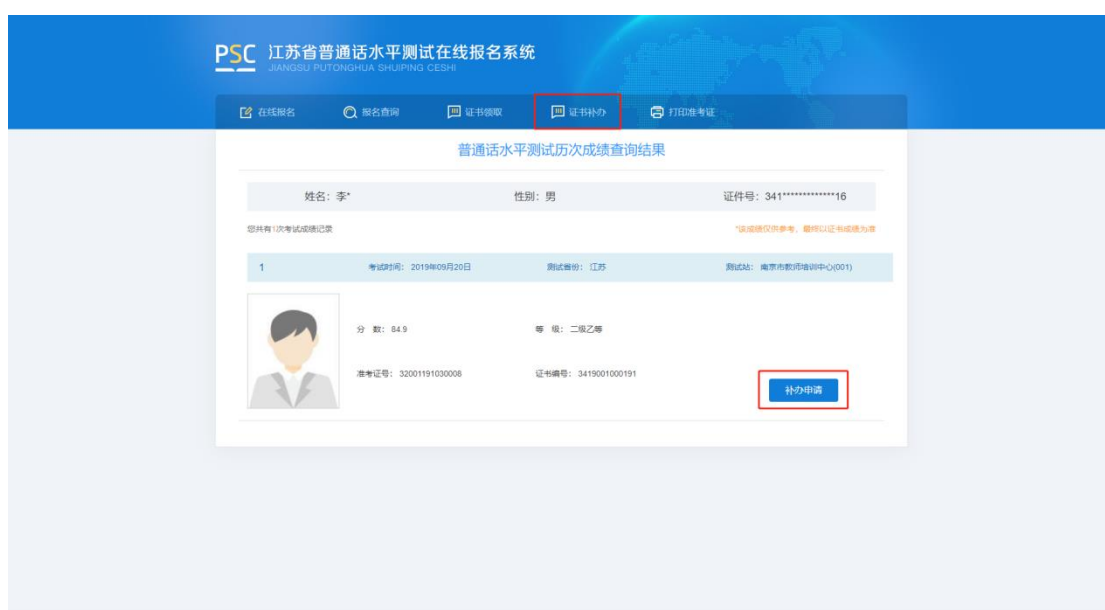 PSC 江苏省普通话水平测试在线报名系统
JIANGSU PUTONGHUA SHUIPING CESHI
在线报名 报名查询 证书领取 证书补办 打印准考证
普通话水平测试历次成绩查询结果
姓名：李* 性别：男 证件号：341*************16
您共有1次考试成绩记录 *该成绩仅供参考，最终以证书成绩为准
1 考试时间：2019年09月20日 测试省份：江苏 测试站：南京市教师培训中心(001)
分 数：84.9 等 级：二级乙等
准考证号：32001191030008 证书编号：3419001000191
补办申请